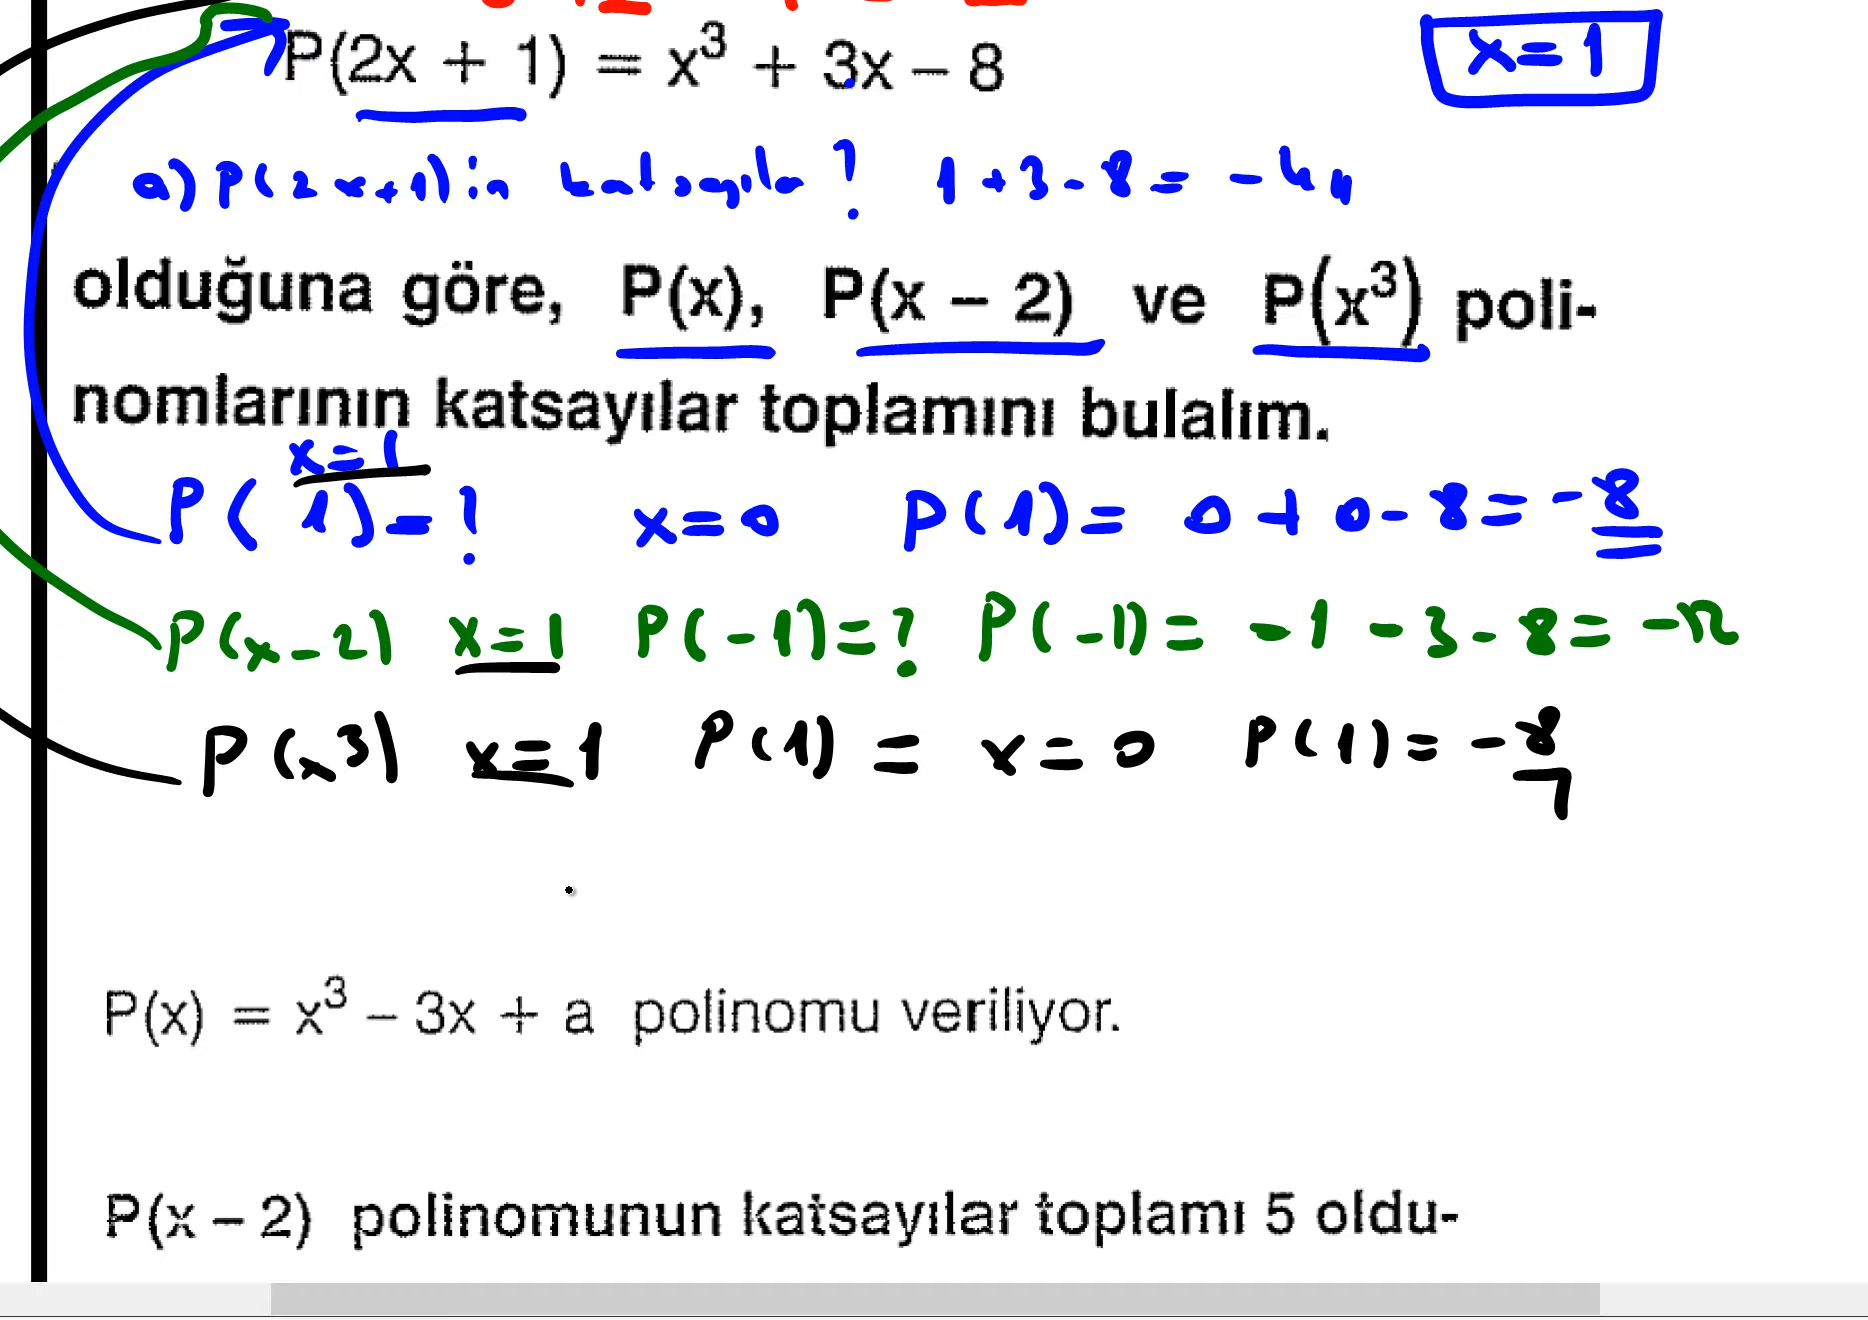 P(2x + 1) = x³ + 3x – 8
x=1
a) P(2x+1)in katsayılar ? 1+3-8= -4
olduğuna göre, P(x), P(x – 2) ve P(x³) poli-
nomlarının katsayılar toplamını bulalım.
x=1
P( 1)=? x=0 P(1)= 0+0-8=-8
P(x-2) x=1 P(-1)=? P(-1)= -1-3-8=-12
P(x3) x=1 P(1)= x=0 P(1)=-8
P(x) = x³ – 3x + a polinomu veriliyor.
P(x – 2) polinomunun katsayılar toplamı 5 oldu-